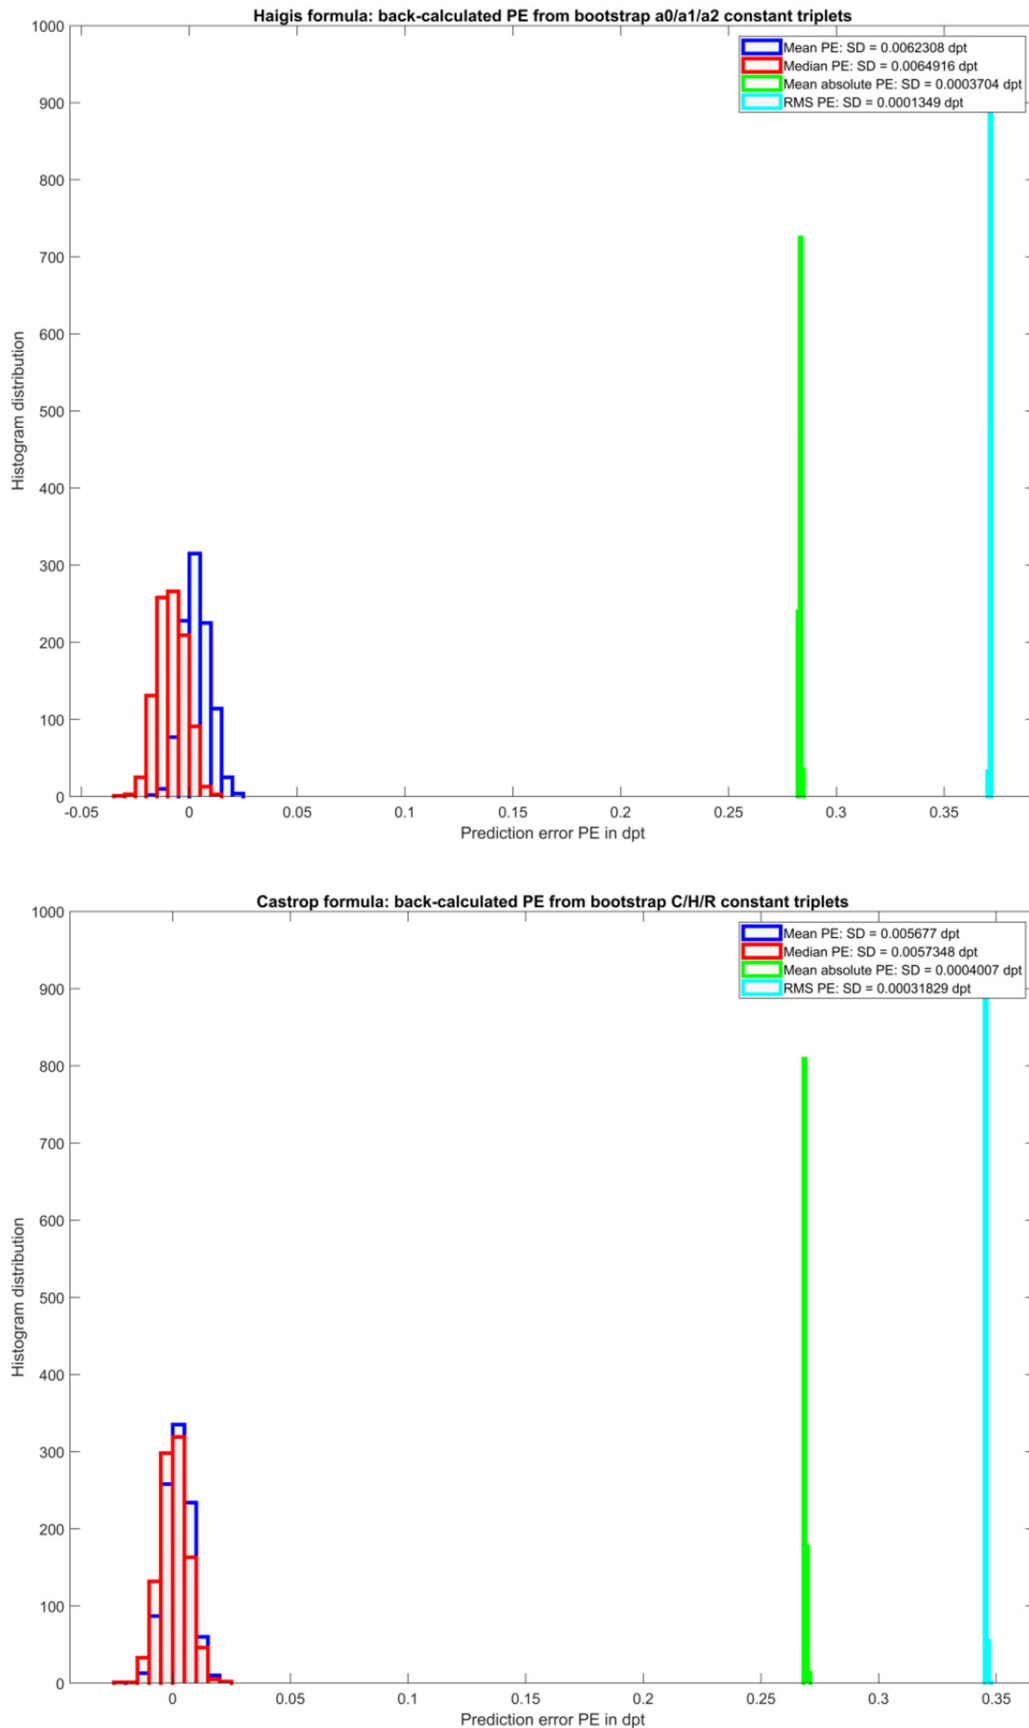 Haigis formula: back-calculated PE from bootstrap a0/a1/a2 constant triplets
1000
900
800
700
600
500
400
300
200
100
0
Histogram distribution
Mean PE: SD = 0.0062308 dpt
Median PE: SD = 0.0064916 dpt
Mean absolute PE: SD = 0.0003704 dpt
RMS PE: SD = 0.0001349 dpt
-0.05 0 0.05 0.1 0.15 0.2 0.25 0.3 0.35
Prediction error PE in dpt
Castrop formula: back-calculated PE from bootstrap C/H/R constant triplets
1000
900
800
700
600
500
400
300
200
100
0
Histogram distribution
Mean PE: SD = 0.005677 dpt
Median PE: SD = 0.0057348 dpt
Mean absolute PE: SD = 0.0004007 dpt
RMS PE: SD = 0.00031829 dpt
0 0.05 0.1 0.15 0.2 0.25 0.3 0.35
Prediction error PE in dpt